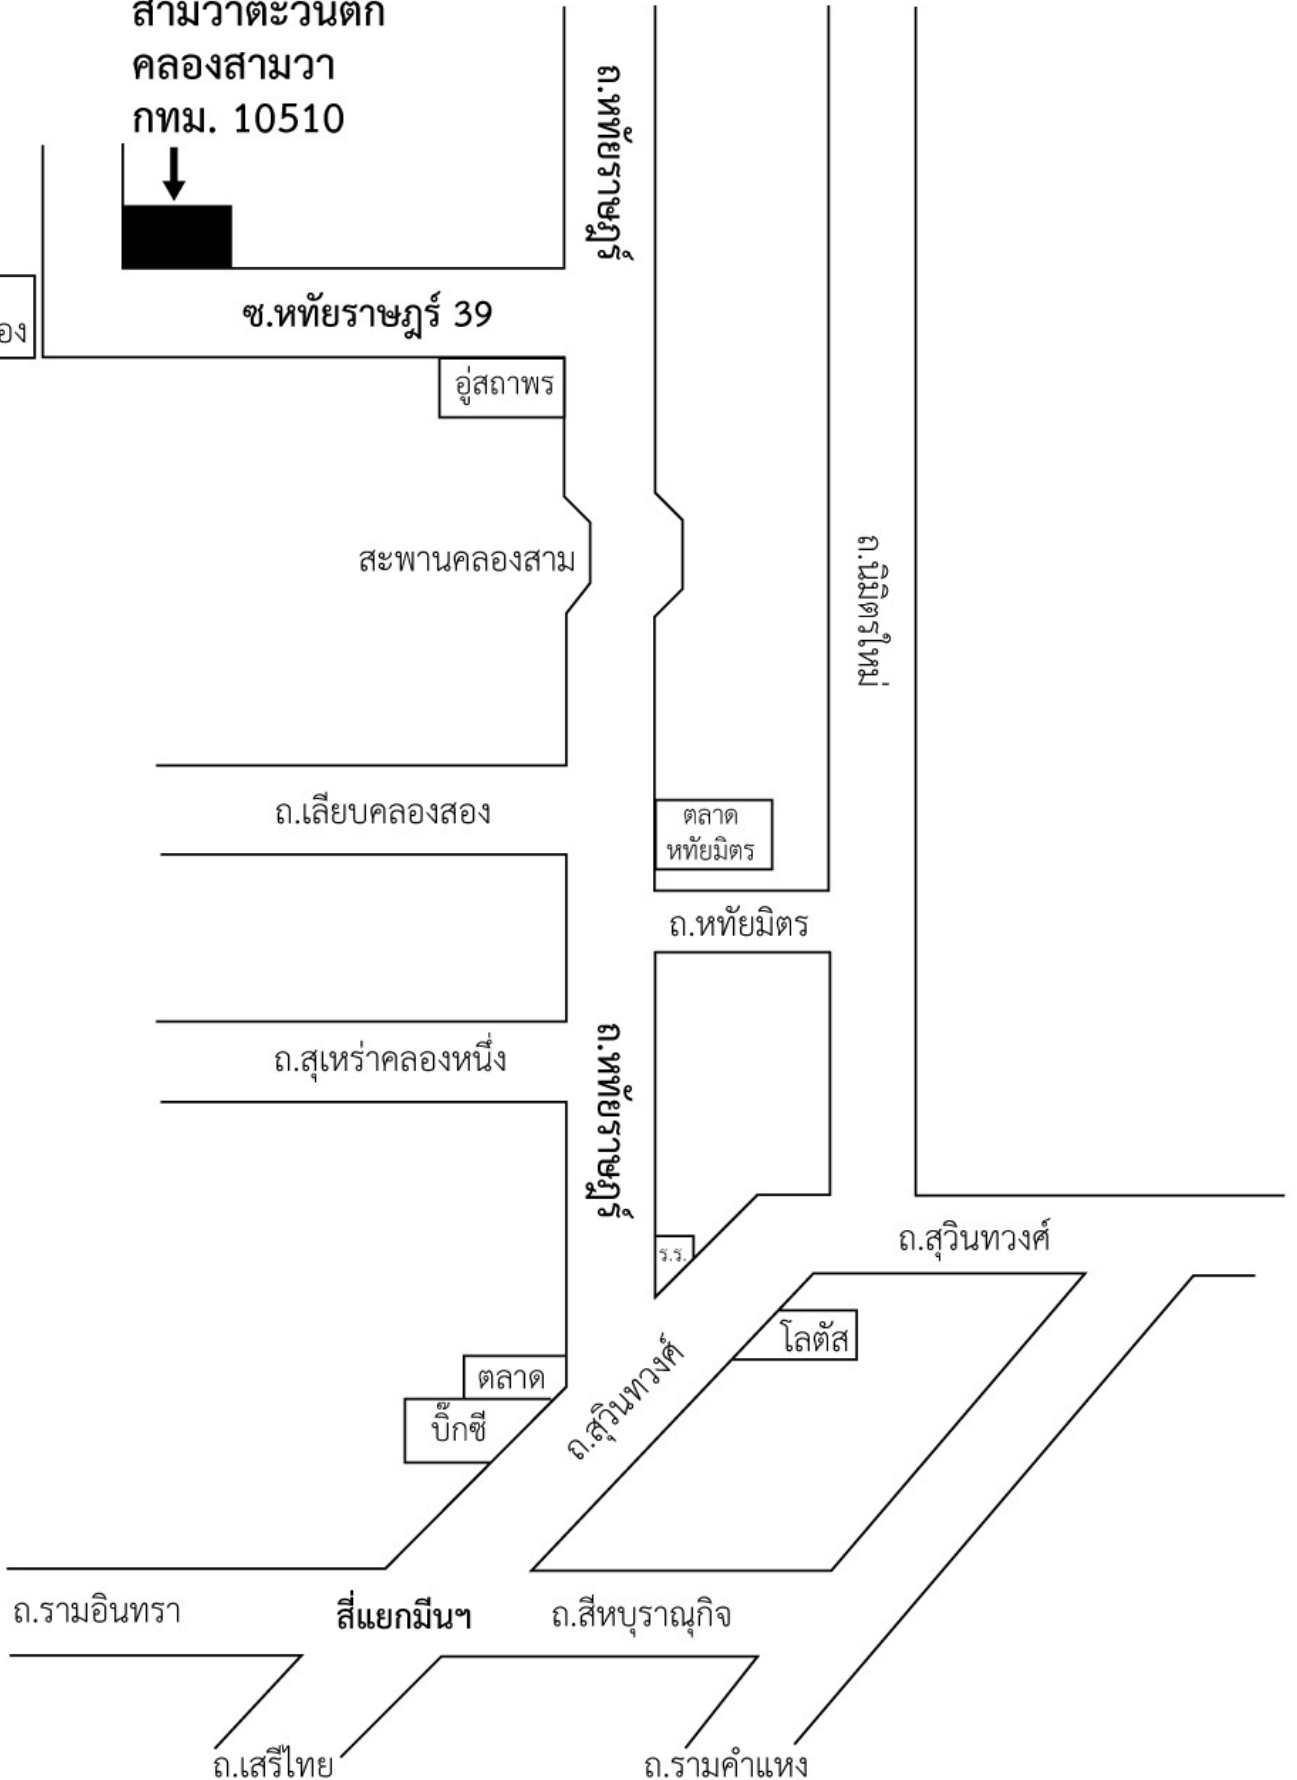 สามวาตะวันตก
คลองสามวา
กทม. 10510
ถ.หทัยราษฎร์
ซ.หทัยราษฎร์ 39
อง
อู่สถาพร
สะพานคลองสาม
ถ.นิมิตรใหม่
ถ.เลียบคลองสอง
ตลาด
หทัยมิตร
ถ.หทัยมิตร
ถ.สุเหร่าคลองหนึ่ง
ถ.หทัยราษฎร์
ร.ร.
ถ.สุวินทวงศ์
โลตัส
ถ.สุวินทวงศ์
ตลาด
บิ๊กซี
ถ.รามอินทรา
สี่แยกมีนฯ
ถ.สีหบุราณุกิจ
ถ.เสรีไทย
ถ.รามคำแหง